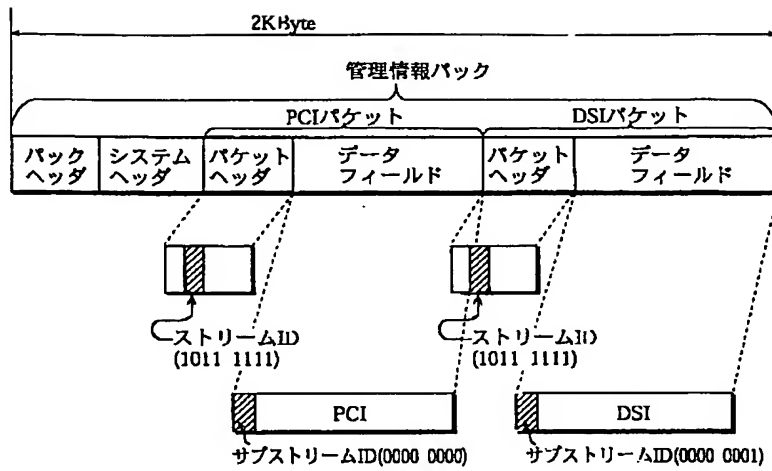 2KByte
管理情報パック
PCIパケット
DSIパケット
パック
ヘッダ
システム
ヘッダ
パケット
ヘッダ
データ
フィールド
パケット
ヘッダ
データ
フィールド
ストリームID
(1011 1111)
ストリームID
(1011 1111)
PCI
DSI
サブストリームID(0000 0000)
サブストリームID(0000 0001)